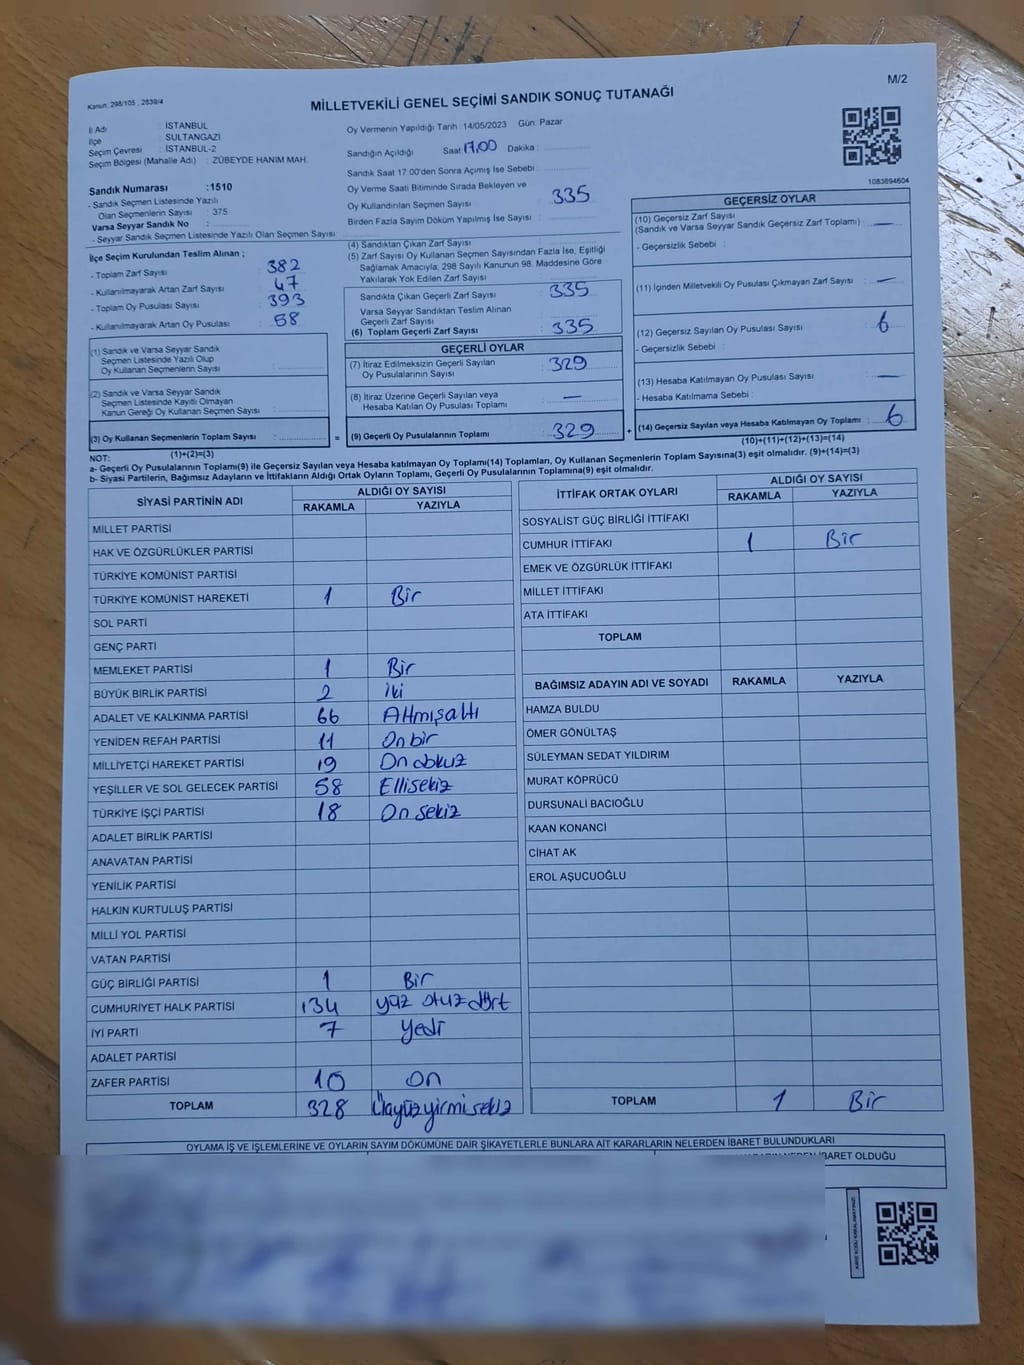 M/2
Kanun: 298/105 , 2839/4
MİLLETVEKİLİ GENEL SEÇİMİ SANDIK SONUÇ TUTANAĞI
İl Adı : İSTANBUL
İlçe : SULTANGAZİ
Seçim Çevresi : İSTANBUL-2
Seçim Bölgesi (Mahalle Adı) : ZÜBEYDE HANIM MAH.
Oy Vermenin Yapıldığı Tarih :14/05/2023 Gün: Pazar
Sandığın Açıldığı Saat 17.00 Dakika :
Sandık Saat 17:00'den Sonra Açımış İse Sebebi :
Oy Verme Saati Bitiminde Sırada Bekleyen ve
Oy Kullandırılan Seçmen Sayısı : 335
Birden Fazla Sayım Döküm Yapılmış İse Sayısı :
1083694604
Sandık Numarası :1510
- Sandık Seçmen Listesinde Yazılı
Olan Seçmenlerin Sayısı : 375
Varsa Seyyar Sandık No :
- Seyyar Sandık Seçmen Listesinde Yazılı Olan Seçmen Sayısı:
İlçe Seçim Kurulundan Teslim Alınan ;
- Toplam Zarf Sayısı : 382
- Kullanılmayarak Artan Zarf Sayısı : 47
- Toplam Oy Pusulası Sayısı : 393
- Kullanılmayarak Artan Oy Pusulası : 58
(4) Sandıktan Çıkan Zarf Sayısı :
(5) Zarf Sayısı Oy Kullanan Seçmen Sayısından Fazla İse, Eşitliği
Sağlamak Amacıyla, 298 Sayılı Kanunun 98. Maddesine Göre
Yakılarak Yok Edilen Zarf Sayısı :
Sandıkta Çıkan Geçerli Zarf Sayısı : 335
Varsa Seyyar Sandıktan Teslim Alınan
Geçerli Zarf Sayısı :
(6) Toplam Geçerli Zarf Sayısı : 335
GEÇERSİZ OYLAR
(10) Geçersiz Zarf Sayısı
(Sandık ve Varsa Seyyar Sandık Geçersiz Zarf Toplamı) : —
- Geçersizlik Sebebi :
(11) İçinden Milletvekili Oy Pusulası Çıkmayan Zarf Sayısı : —
(12) Geçersiz Sayılan Oy Pusulası Sayısı : 6
- Geçersizlik Sebebi :
(13) Hesaba Katılmayan Oy Pusulası Sayısı : —
- Hesaba Katılmama Sebebi :
(14) Geçersiz Sayılan veya Hesaba Katılmayan Oy Toplamı : 6
(10)+(11)+(12)+(13)=(14)
(1) Sandık ve Varsa Seyyar Sandık
Seçmen Listesinde Yazılı Olup
Oy Kullanan Seçmenlerin Sayısı :
(2) Sandık ve Varsa Seyyar Sandık
Seçmen Listesinde Kayıtlı Olmayan
Kanun Gereği Oy Kullanan Seçmen Sayısı :
(3) Oy Kullanan Seçmenlerin Toplam Sayısı : =
(1)+(2)=(3)
GEÇERLİ OYLAR
(7) İtiraz Edilmeksizin Geçerli Sayılan
Oy Pusulalarının Sayısı : 329
(8) İtiraz Üzerine Geçerli Sayılan veya
Hesaba Katılan Oy Pusulası Toplamı : —
(9) Geçerli Oy Pusulalarının Toplamı : 329 +
NOT:
a- Geçerli Oy Pusulalarının Toplamı(9) ile Geçersiz Sayılan veya Hesaba katılmayan Oy Toplamı(14) Toplamları, Oy Kullanan Seçmenlerin Toplam Sayısına(3) eşit olmalıdır. (9)+(14)=(3)
b- Siyasi Partilerin, Bağımsız Adayların ve İttifakların Aldığı Ortak Oyların Toplamı, Geçerli Oy Pusulalarının Toplamına(9) eşit olmalıdır.
SİYASİ PARTİNİN ADI ALDIĞI OY SAYISI
RAKAMLA YAZIYLA
MİLLET PARTİSİ
HAK VE ÖZGÜRLÜKLER PARTİSİ
TÜRKİYE KOMÜNİST PARTİSİ
TÜRKİYE KOMÜNİST HAREKETİ 1 Bir
SOL PARTİ
GENÇ PARTİ
MEMLEKET PARTİSİ 1 Bir
BÜYÜK BİRLİK PARTİSİ 2 iki
ADALET VE KALKINMA PARTİSİ 66 Altmışaltı
YENİDEN REFAH PARTİSİ 11 Onbir
MİLLİYETÇİ HAREKET PARTİSİ 19 On dokuz
YEŞİLLER VE SOL GELECEK PARTİSİ 58 Ellisekiz
TÜRKİYE İŞÇİ PARTİSİ 18 On sekiz
ADALET BİRLİK PARTİSİ
ANAVATAN PARTİSİ
YENİLİK PARTİSİ
HALKIN KURTULUŞ PARTİSİ
MİLLİ YOL PARTİSİ
VATAN PARTİSİ
GÜÇ BİRLİĞİ PARTİSİ 1 Bir
CUMHURİYET HALK PARTİSİ 134 yüz otuz dört
İYİ PARTİ 7 Yedi
ADALET PARTİSİ
ZAFER PARTİSİ 10 On
TOPLAM 328 Üçyüzyirmisekiz
İTTİFAK ORTAK OYLARI ALDIĞI OY SAYISI
RAKAMLA YAZIYLA
SOSYALİST GÜÇ BİRLİĞİ İTTİFAKI
CUMHUR İTTİFAKI 1 Bir
EMEK VE ÖZGÜRLÜK İTTİFAKI
MİLLET İTTİFAKI
ATA İTTİFAKI
TOPLAM
BAĞIMSIZ ADAYIN ADI VE SOYADI RAKAMLA YAZIYLA
HAMZA BULDU
ÖMER GÖNÜLTAŞ
SÜLEYMAN SEDAT YILDIRIM
MURAT KÖPRÜCÜ
DURSUNALİ BACIOĞLU
KAAN KONANCİ
CİHAT AK
EROL AŞUCUOĞLU
TOPLAM 1 Bir
OYLAMA İŞ VE İŞLEMLERİNE VE OYLARIN SAYIM DÖKÜMÜNE DAİR ŞİKAYETLERLE BUNLARA AİT KARARLARIN NELERDEN İBARET BULUNDUKLARI
İBARET OLDUĞU